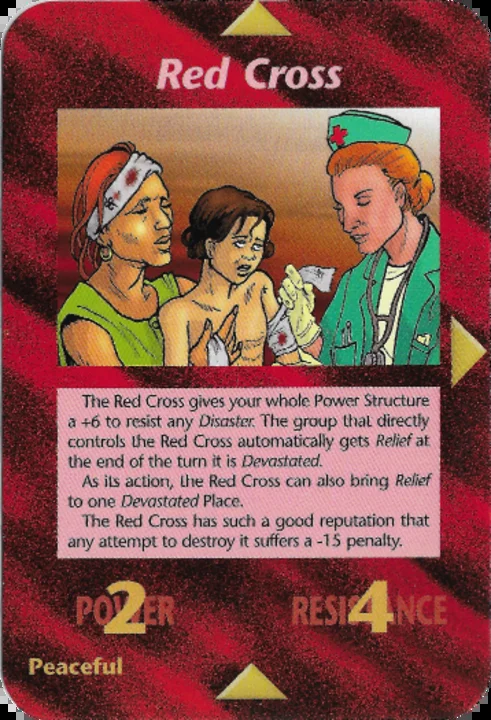 Red Cross
The Red Cross gives your whole Power Structure
a +6 to resist any Disaster. The group that directly
controls the Red Cross automatically gets Relief at
the end of the turn it is Devastated.
As its action, the Red Cross can also bring Relief
to one Devastated Place.
The Red Cross has such a good reputation that
any attempt to destroy it suffers a -15 penalty.
POWER 2 RESISTANCE 4
Peaceful